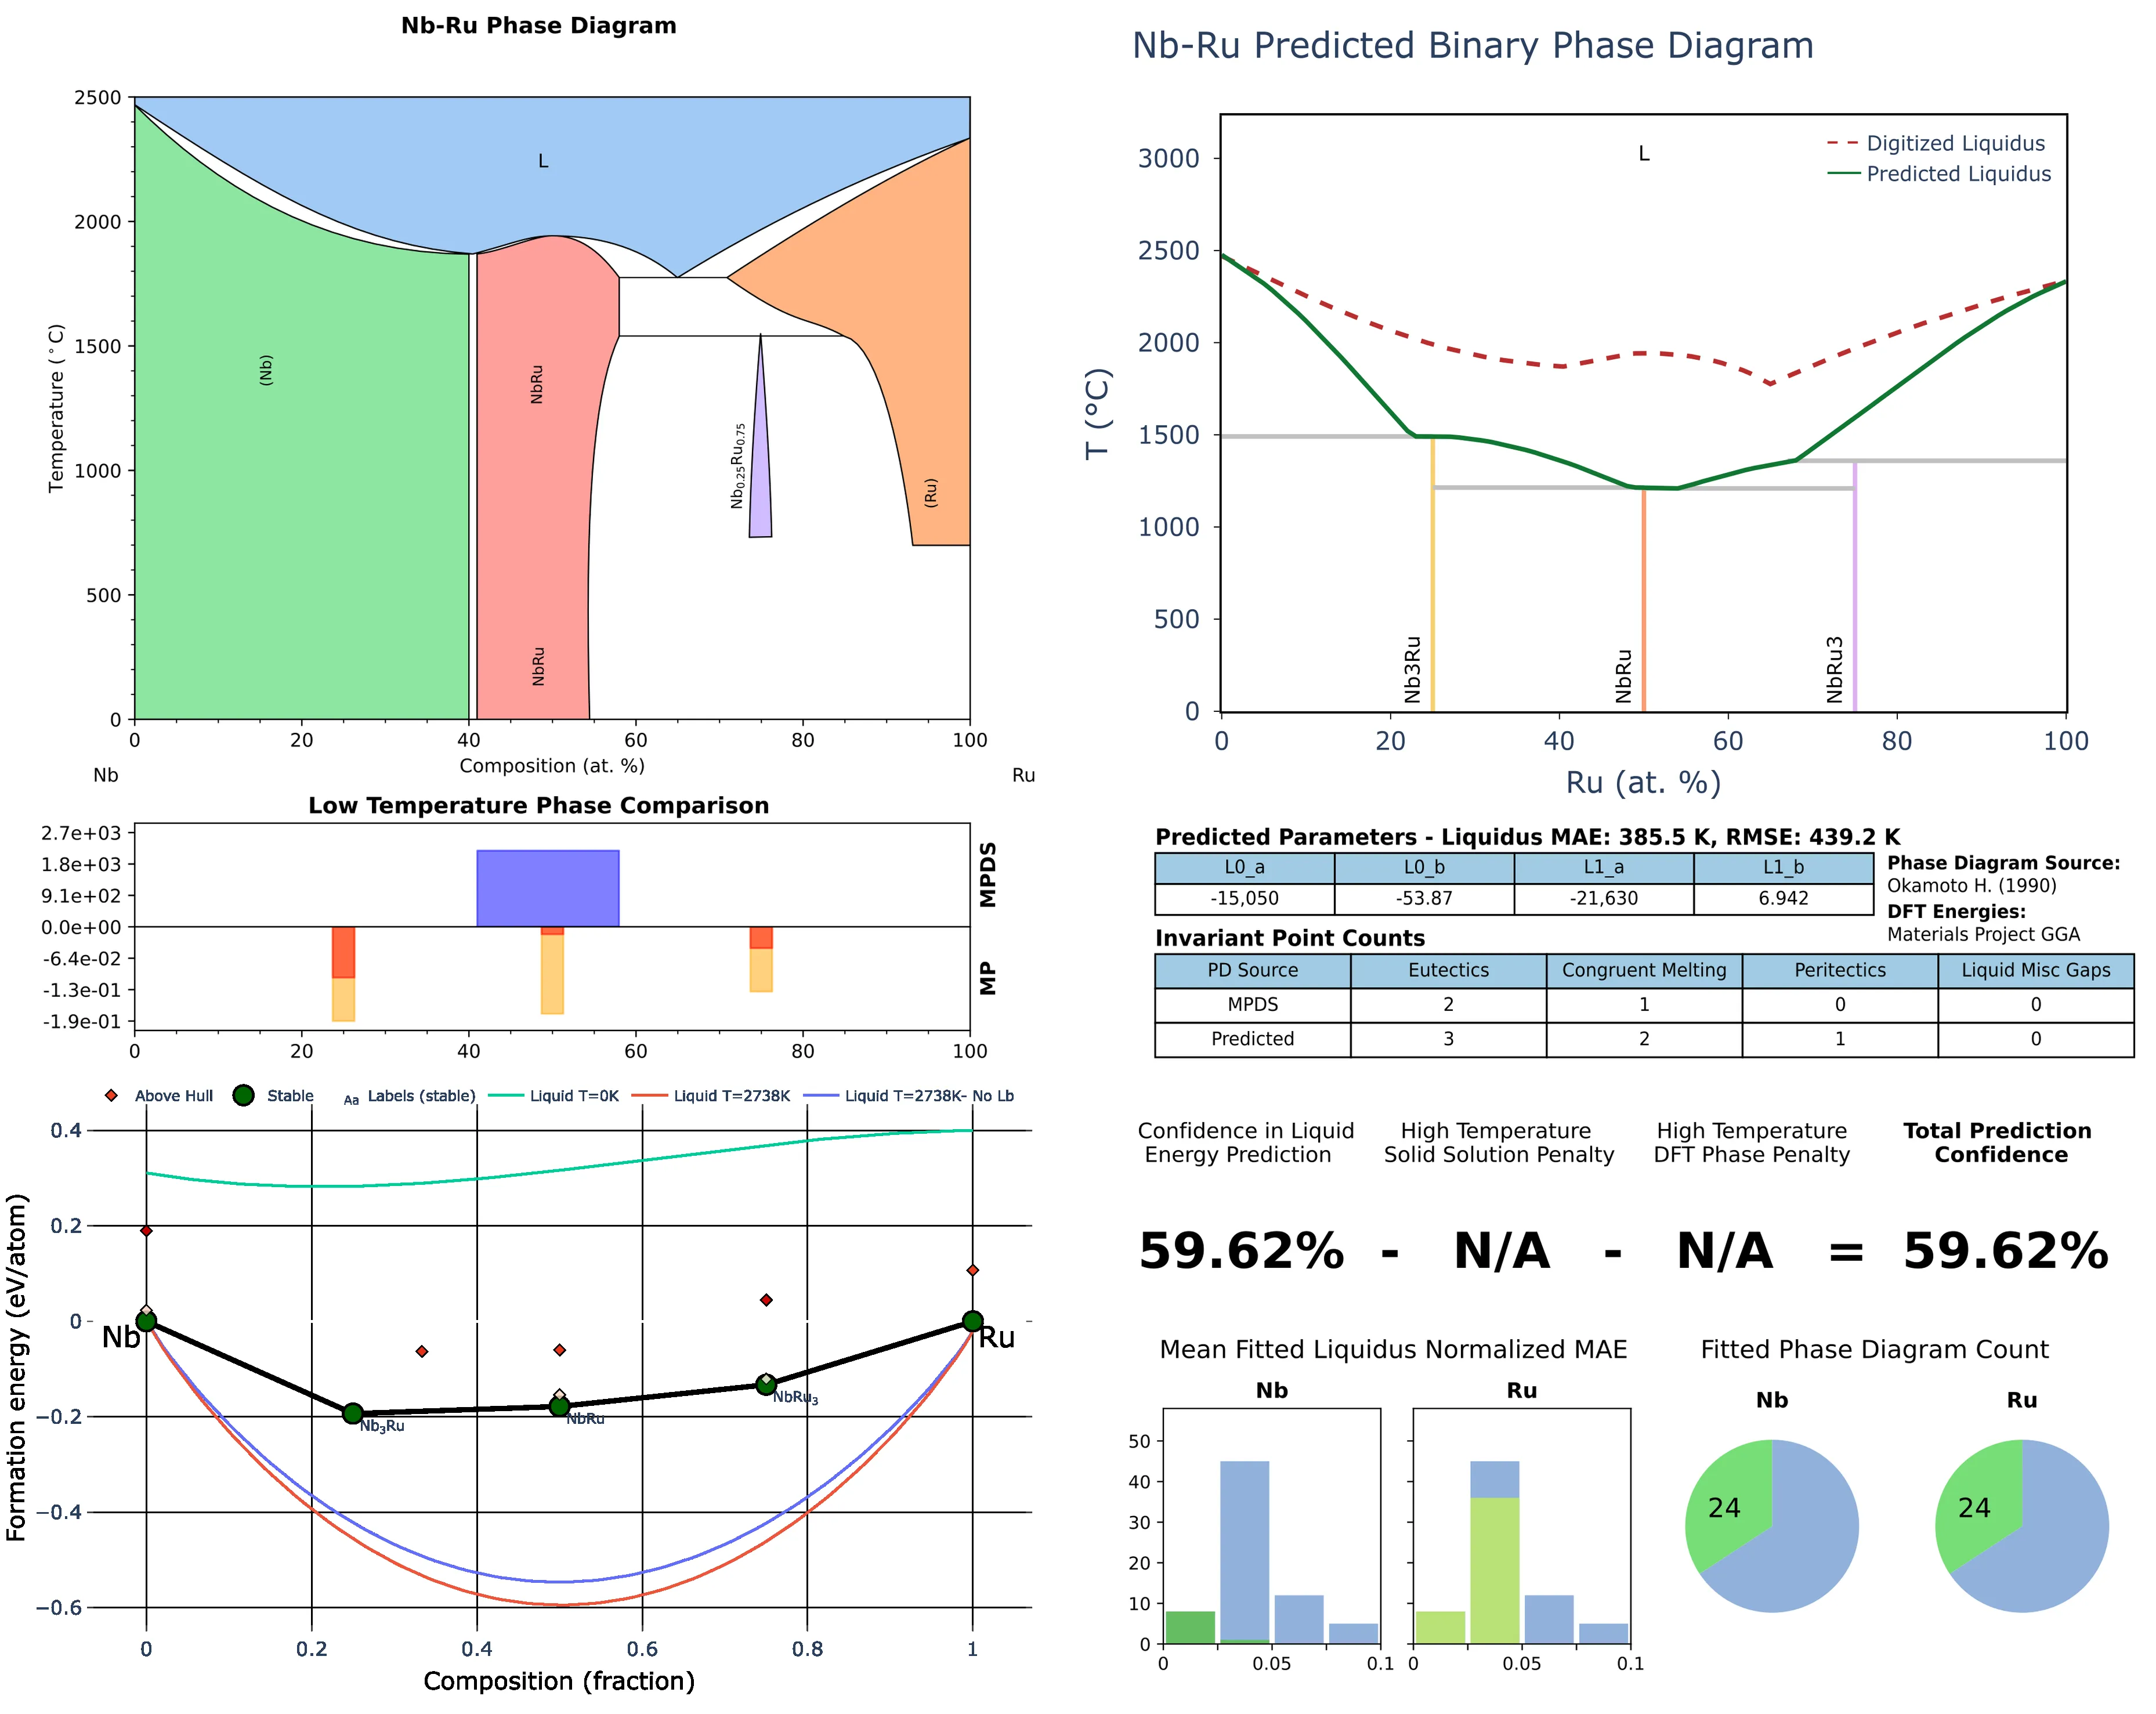 Nb-Ru Phase Diagram
2500
2000
1500
1000
500
0
Temperature (°C)
L
(Nb)
NbRu
NbRu
Nb0.25Ru0.75
(Ru)
0 20 40 60 80 100
Composition (at. %)
Nb Ru
Low Temperature Phase Comparison
2.7e+03
1.8e+03
9.1e+02
0.0e+00
-6.4e-02
-1.3e-01
-1.9e-01
MPDS
MP
0 20 40 60 80 100
Above Hull Stable Aa Labels (stable) Liquid T=0K Liquid T=2738K Liquid T=2738K- No Lb
0.4
0.2
0
−0.2
−0.4
−0.6
Formation energy (eV/atom)
Nb
Nb3Ru
NbRu
NbRu3
Ru
0 0.2 0.4 0.6 0.8 1
Composition (fraction)
Nb-Ru Predicted Binary Phase Diagram
3000
2500
2000
1500
1000
500
0
T (°C)
L
Digitized Liquidus
Predicted Liquidus
Nb3Ru
NbRu
NbRu3
0 20 40 60 80 100
Ru (at. %)
Predicted Parameters - Liquidus MAE: 385.5 K, RMSE: 439.2 K
L0_a L0_b L1_a L1_b
-15,050 -53.87 -21,630 6.942
Phase Diagram Source:
Okamoto H. (1990)
DFT Energies:
Materials Project GGA
Invariant Point Counts
PD Source Eutectics Congruent Melting Peritectics Liquid Misc Gaps
MPDS 2 1 0 0
Predicted 3 2 1 0
Confidence in Liquid
Energy Prediction
High Temperature
Solid Solution Penalty
High Temperature
DFT Phase Penalty
Total Prediction
Confidence
59.62% - N/A - N/A = 59.62%
Mean Fitted Liquidus Normalized MAE
Nb Ru
50
40
30
20
10
0
0 0.05 0.1
0 0.05 0.1
Fitted Phase Diagram Count
Nb Ru
24 24